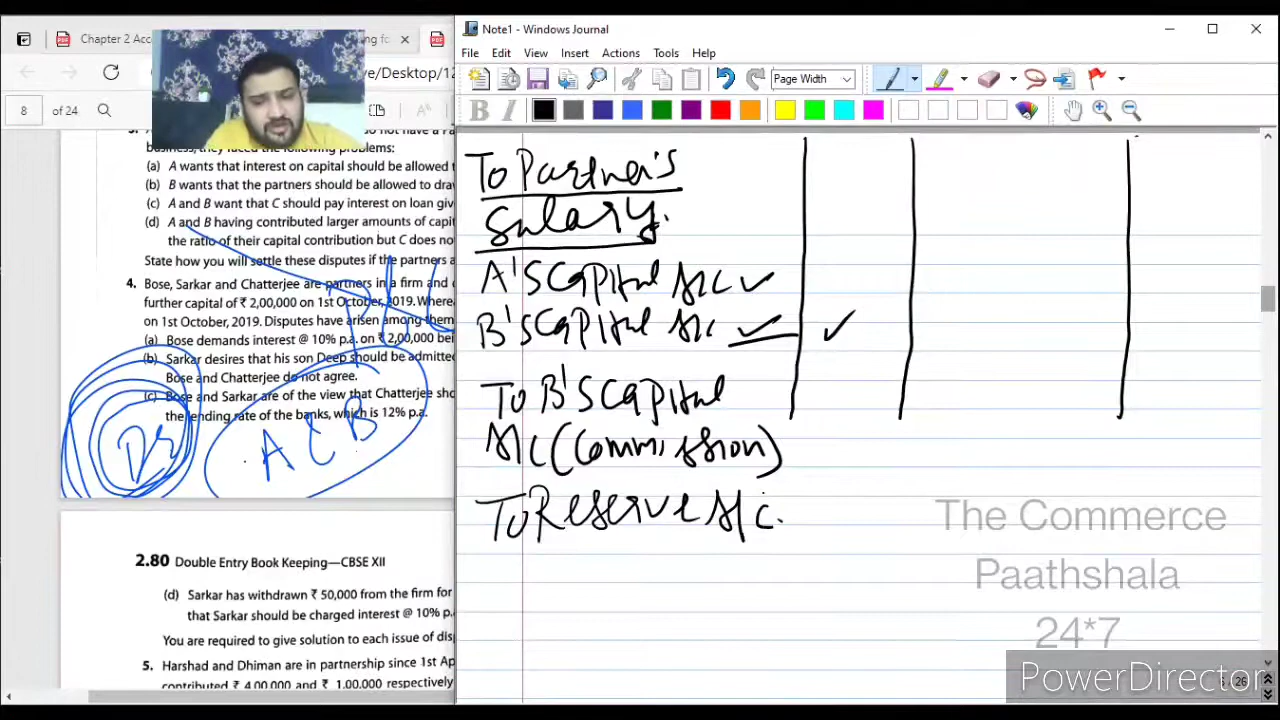 Chapter 2 Acc
ng for
ve/Desktop/12
8 of 24
business, they faced the following problems:
(a) A wants that interest on capital should be allowed t
(b) B wants that the partners should be allowed to dra
(c) A and B want that C should pay interest on loan giv
(d) A and B having contributed larger amounts of capit
the ratio of their capital contribution but C does no
State how you will settle these disputes if the partners a
4. Bose, Sarkar and Chatterjee are partners in a firm and
further capital of ₹ 2,00,000 on 1st October, 2019. Wherea
on 1st October, 2019. Disputes have arisen among them
(a) Bose demands interest @ 10% p.a. on ₹ 2,00,000 bei
(b) Sarkar desires that his son Deep should be admitted
Bose and Chatterjee do not agree.
(c) Bose and Sarkar are of the view that Chatterjee sho
the lending rate of the banks, which is 12% p.a.
Dr
A & B
2.80 Double Entry Book Keeping—CBSE XII
(d) Sarkar has withdrawn ₹ 50,000 from the firm for
that Sarkar should be charged interest @ 10% p.a
You are required to give solution to each issue of disp
5. Harshad and Dhiman are in partnership since 1st Ap
contributed ₹ 4,00,000 and ₹ 1,00,000 respectively
Note1 - Windows Journal
File Edit View Insert Actions Tools Help
Page Width
B I
To Partner's
Salary.
A'S Capital A/C
B'S Capital A/C
To B'S Capital
A/C (Commission)
To Reserve A/c.
The Commerce
Paathshala
24*7
PowerDirector